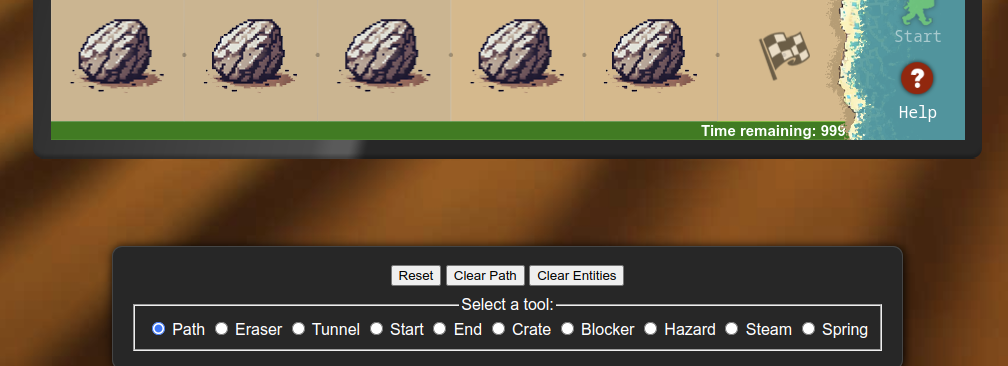 Start
?
Help
Time remaining: 999
Reset Clear Path Clear Entities
Select a tool:
Path Eraser Tunnel Start End Crate Blocker Hazard Steam Spring